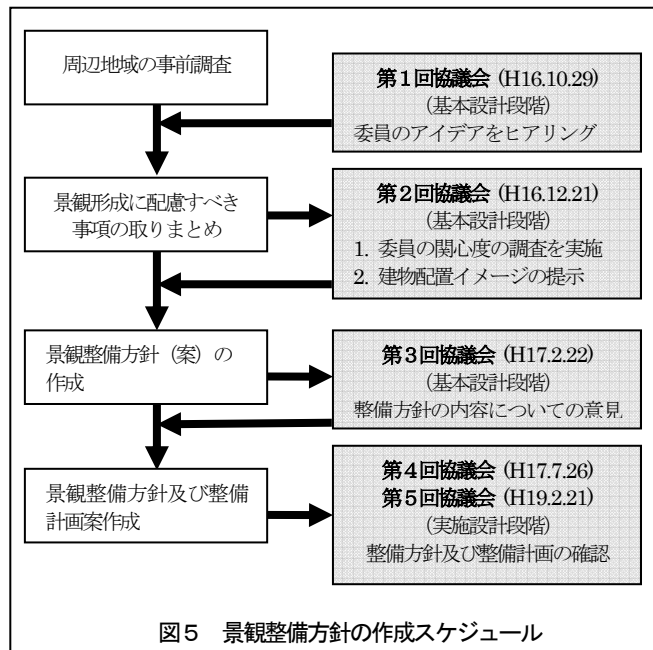 周辺地域の事前調査
第1回協議会 (H16.10.29)
(基本設計段階)
委員のアイデアをヒアリング
景観形成に配慮すべき
事項の取りまとめ
第2回協議会 (H16.12.21)
(基本設計段階)
1. 委員の関心度の調査を実施
2. 建物配置イメージの提示
景観整備方針（案）の
作成
第3回協議会 (H17.2.22)
(基本設計段階)
整備方針の内容についての意見
景観整備方針及び整備
計画案作成
第4回協議会 (H17.7.26)
第5回協議会 (H19.2.21)
(実施設計段階)
整備方針及び整備計画の確認
図5　景観整備方針の作成スケジュール